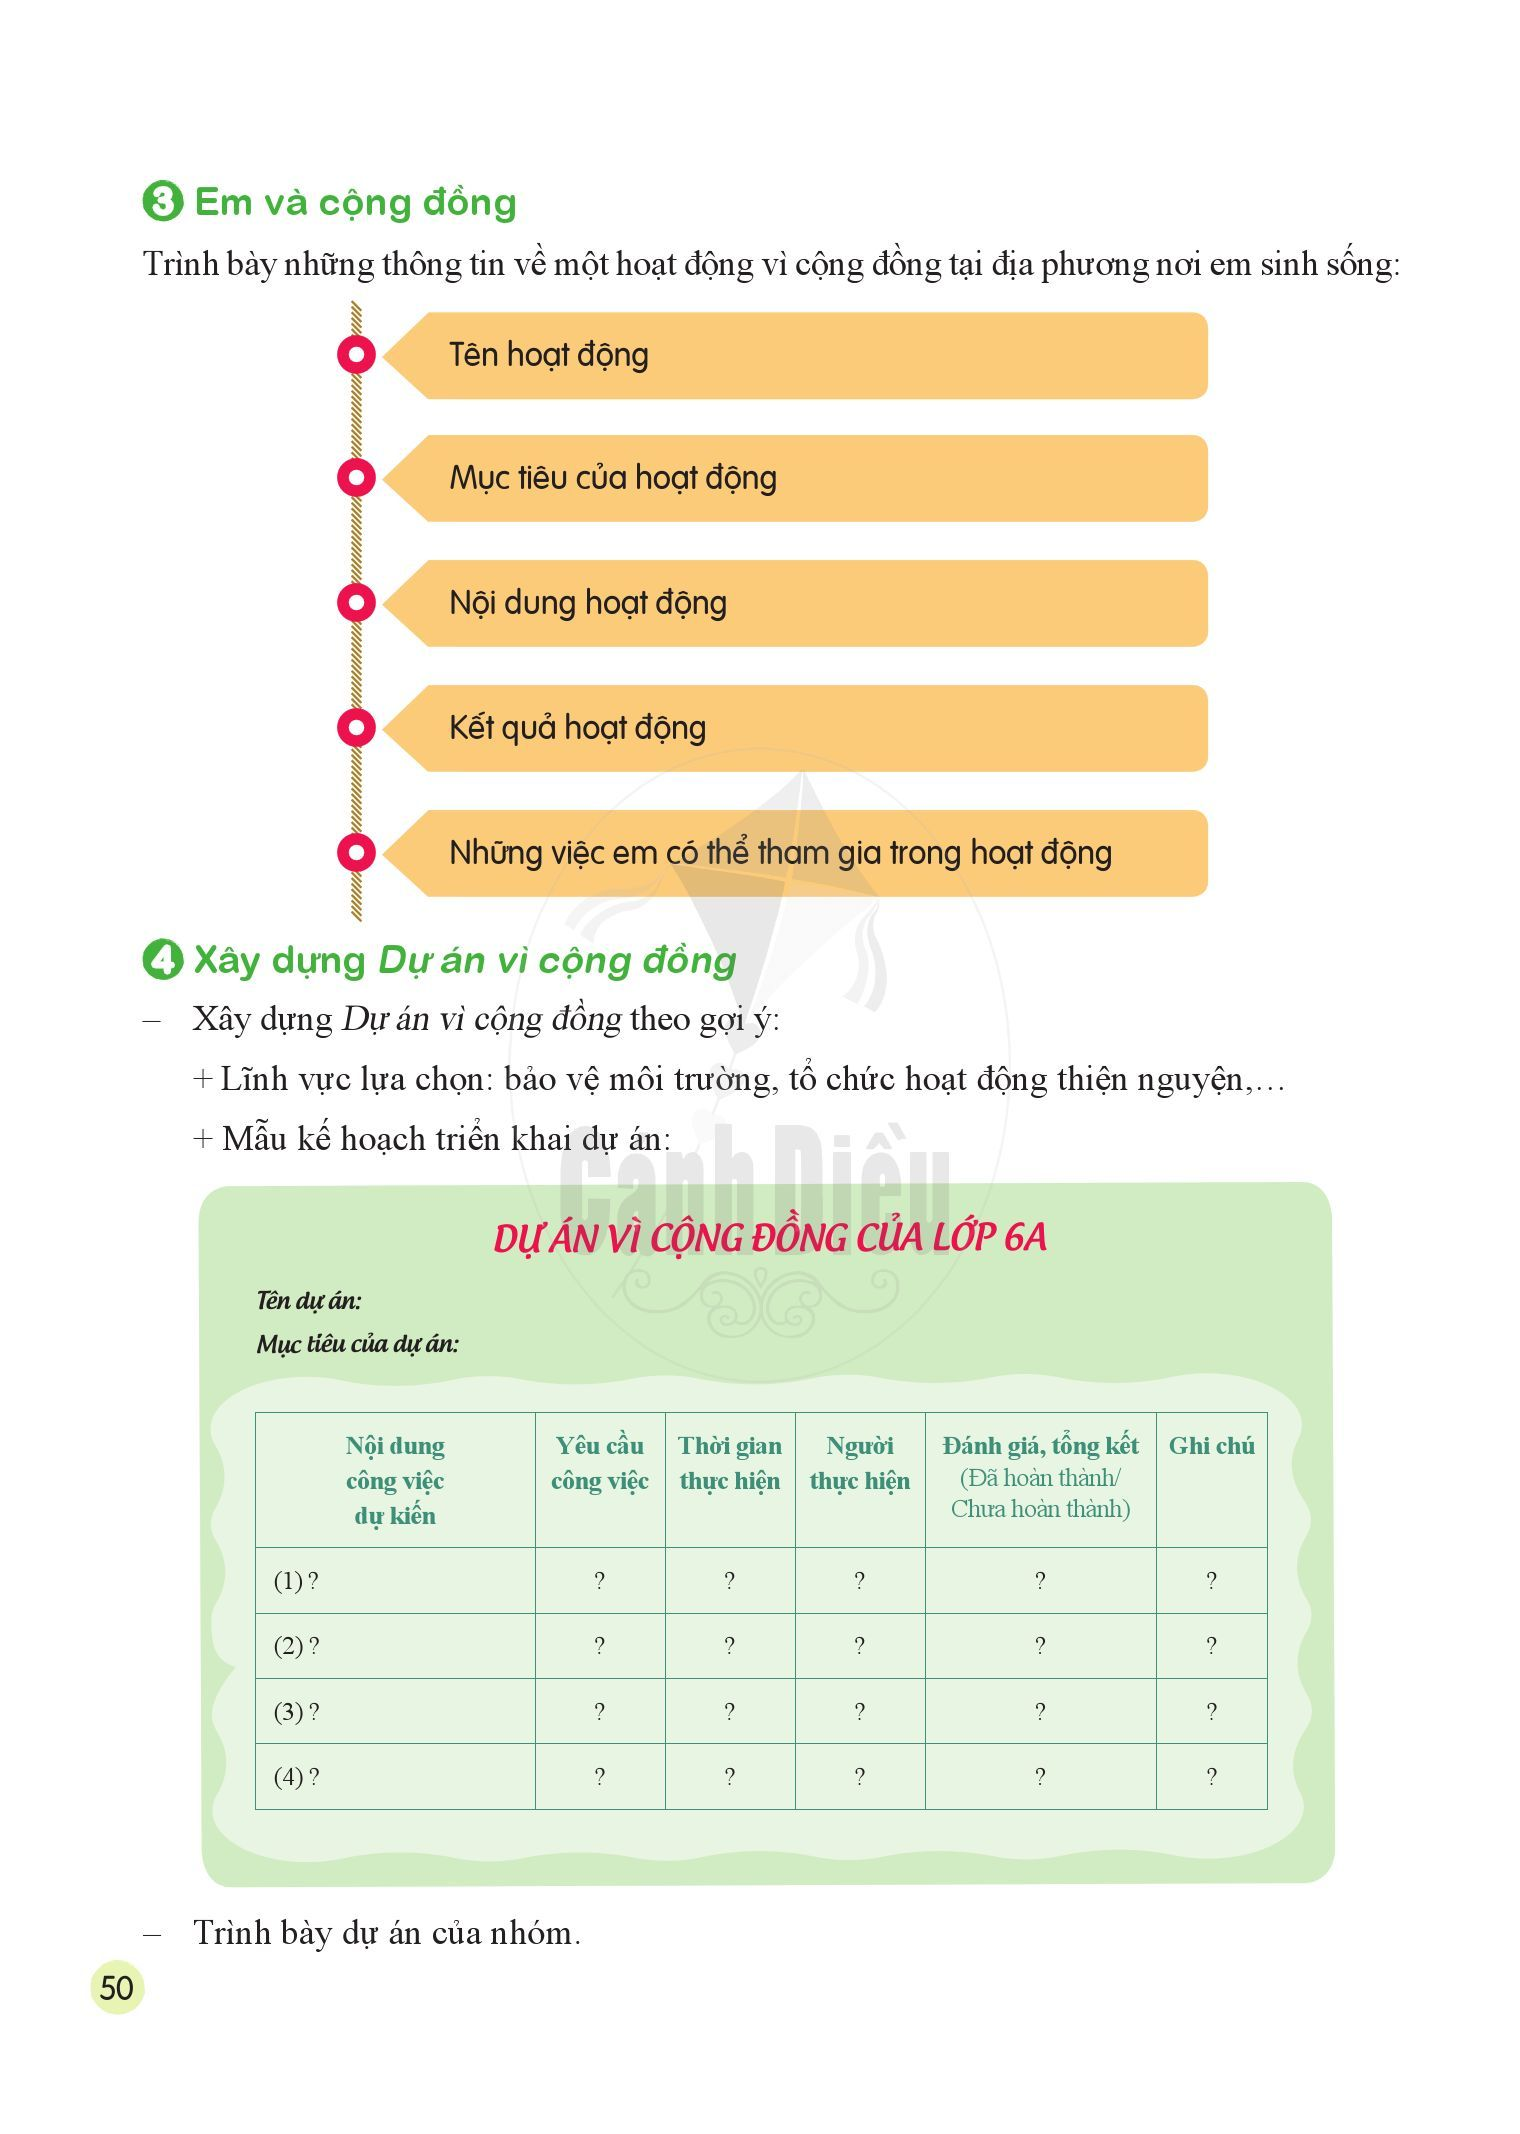 3 Em và cộng đồng
Trình bày những thông tin về một hoạt động vì cộng đồng tại địa phương nơi em sinh sống:
Tên hoạt động
Mục tiêu của hoạt động
Nội dung hoạt động
Kết quả hoạt động
Những việc em có thể tham gia trong hoạt động
4 Xây dựng Dự án vì cộng đồng
– Xây dựng Dự án vì cộng đồng theo gợi ý:
+ Lĩnh vực lựa chọn: bảo vệ môi trường, tổ chức hoạt động thiện nguyện,…
+ Mẫu kế hoạch triển khai dự án:
Cánh Diều
DỰ ÁN VÌ CỘNG ĐỒNG CỦA LỚP 6A
Tên dự án:
Mục tiêu của dự án:
Nội dung công việc dự kiến | Yêu cầu công việc | Thời gian thực hiện | Người thực hiện | Đánh giá, tổng kết (Đã hoàn thành/ Chưa hoàn thành) | Ghi chú
(1) ? | ? | ? | ? | ? | ?
(2) ? | ? | ? | ? | ? | ?
(3) ? | ? | ? | ? | ? | ?
(4) ? | ? | ? | ? | ? | ?
– Trình bày dự án của nhóm.
50